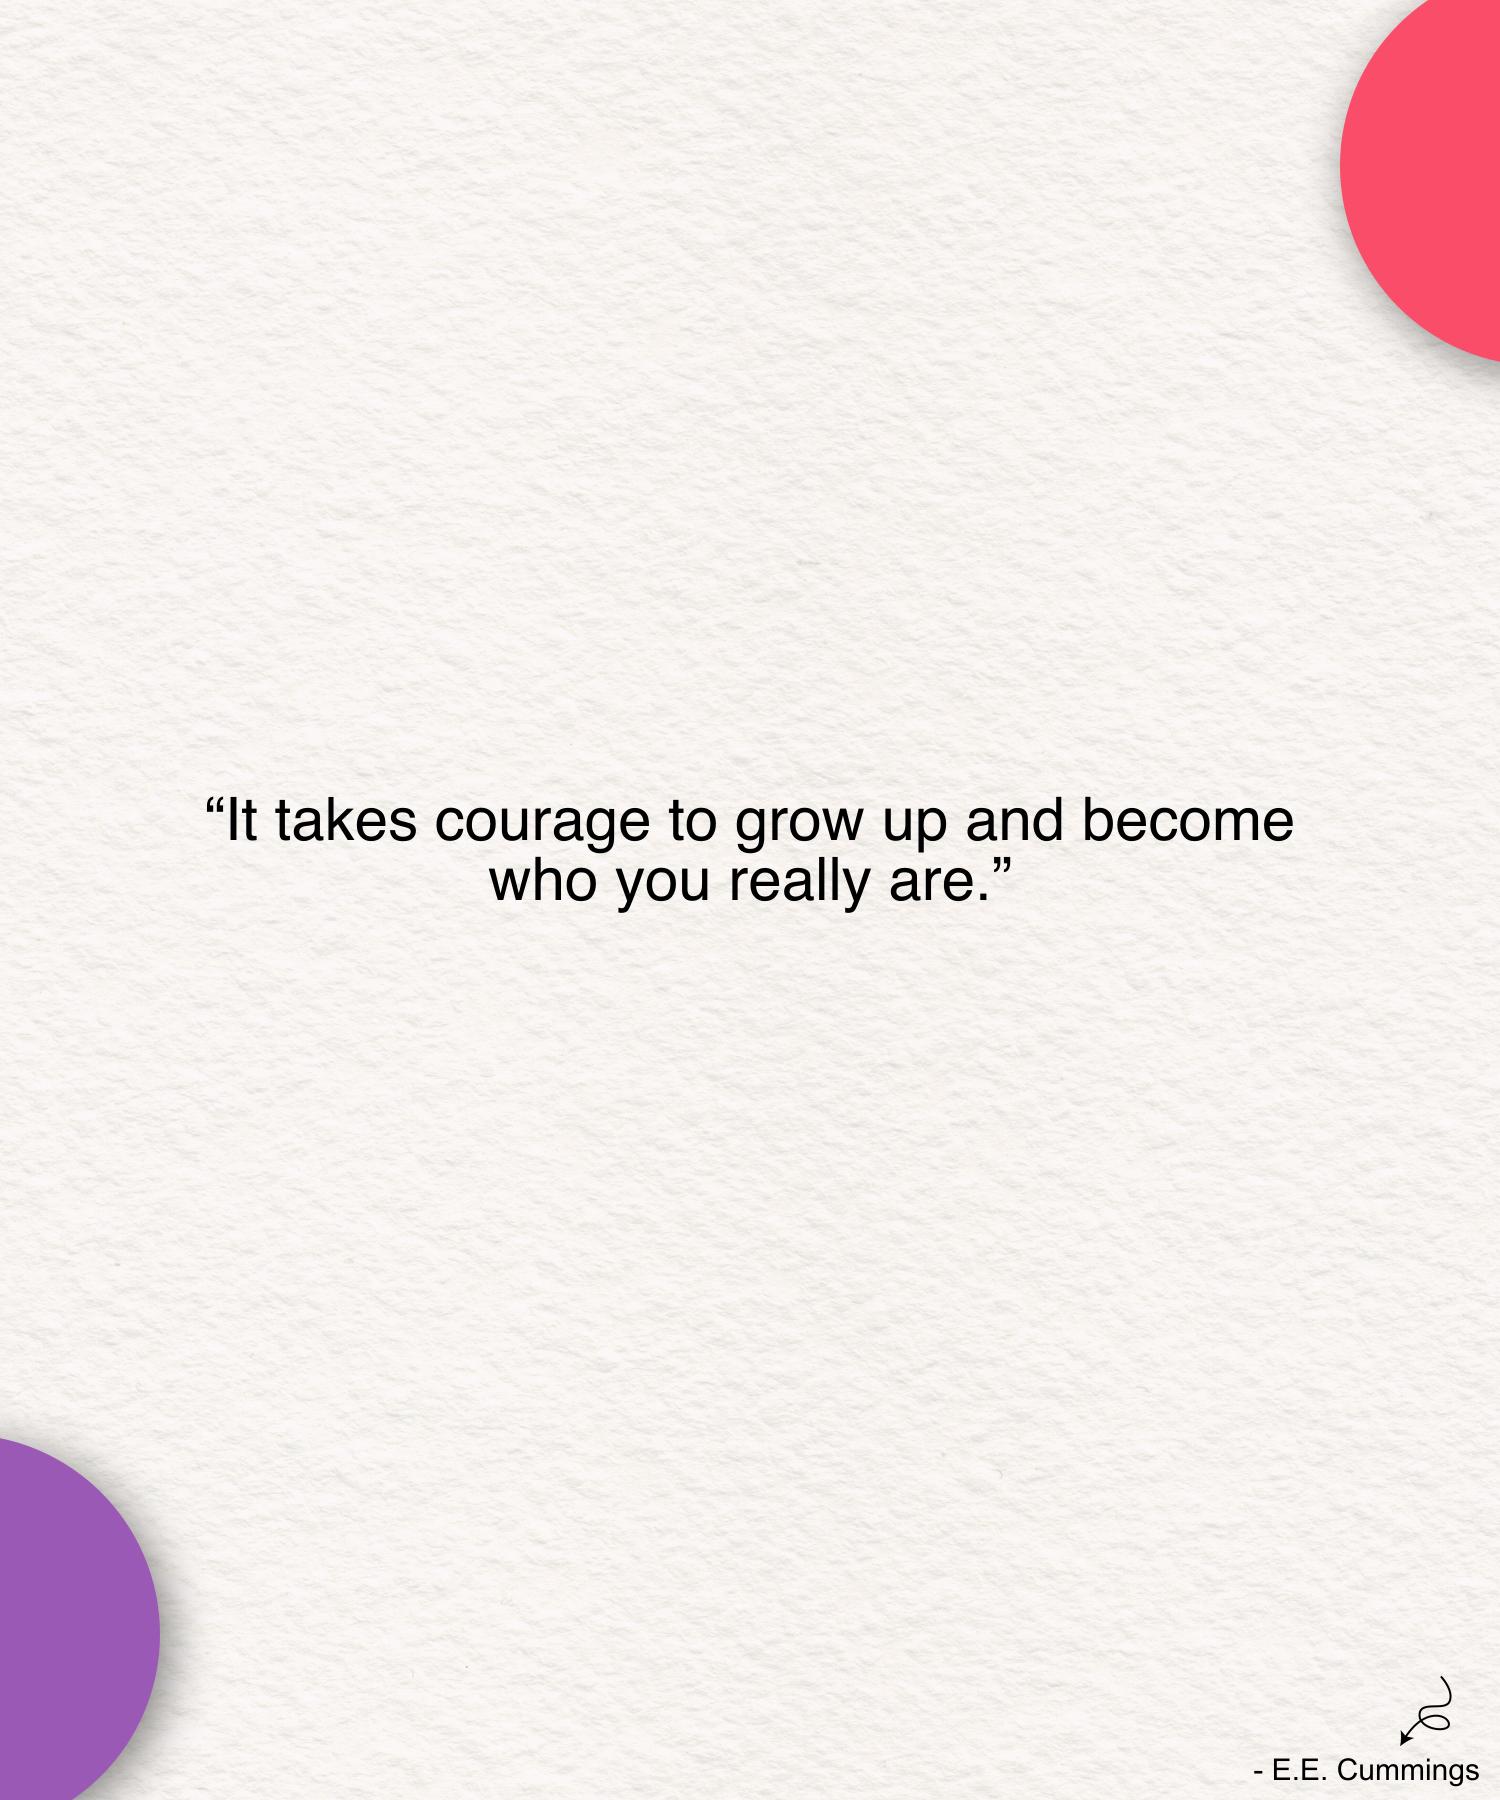 “It takes courage to grow up and become
who you really are.”
- E.E. Cummings